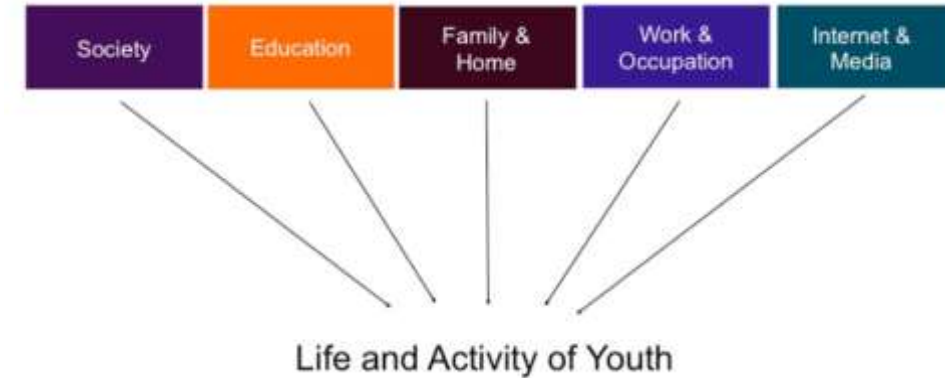 Society
Education
Family &
Home
Work &
Occupation
Internet &
Media
Life and Activity of Youth